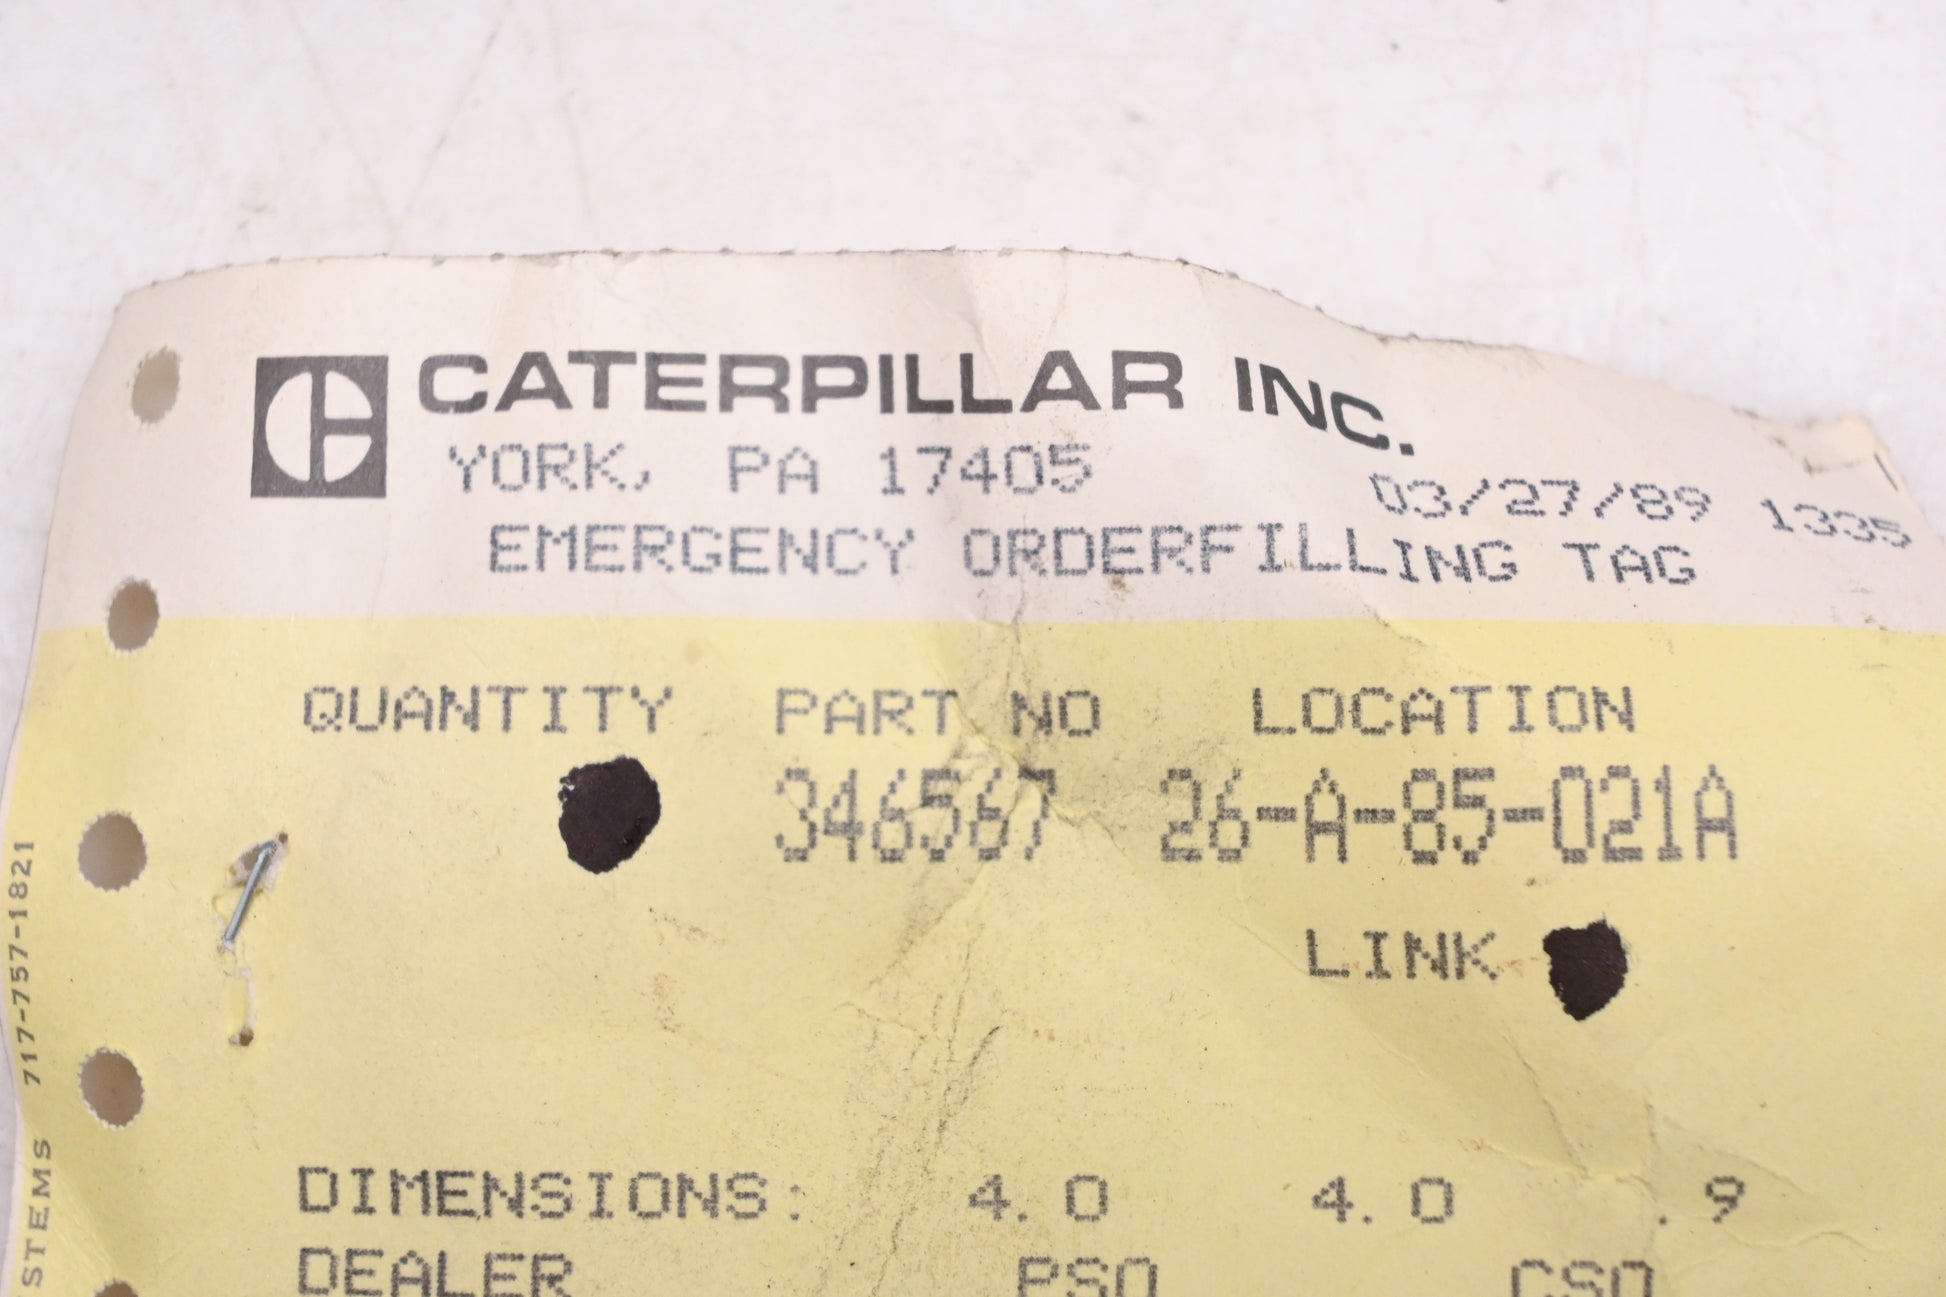 CATERPILLAR INC.
YORK, PA 17405
03/27/89 1335
EMERGENCY ORDERFILLING TAG
QUANTITY PART NO LOCATION
346567 26-A-85-021A
LINK
DIMENSIONS: 4.0 4.0 .9
DEALER PSO CSO
STEMS 717-757-1821